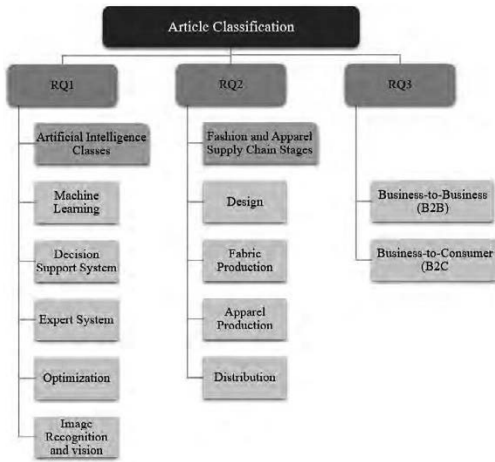 Article Classification
RQ1
RQ2
RQ3
Artificial Intelligence
Classes
Machine
Learning
Decision
Support System
Expert System
Optimization
Image
Recognition
and vision
Fashion and Apparel
Supply Chain Stages
Design
Fabric
Production
Apparel
Production
Distribution
Business-to-Business
(B2B)
Business-to-Consumer
(B2C